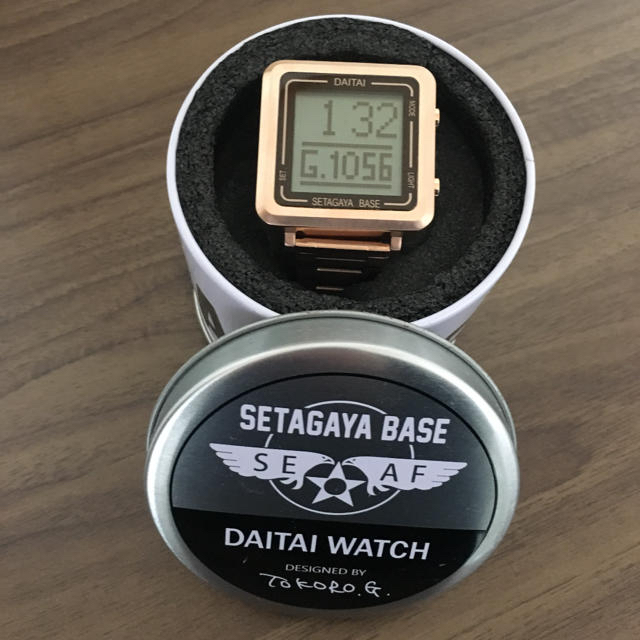 DAITAI
MODE
1 32
G.1056
SET
LIGHT
SETAGAYA BASE
SETAGAYA BASE
SE AF
DAITAI WATCH
DESIGNED BY
TOKORO.G.